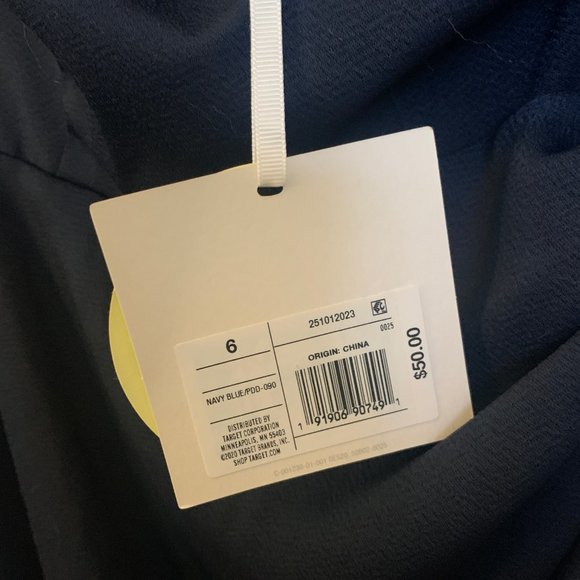 6
251012023
0025
NAVY BLUE/PDD-090
ORIGIN: CHINA
$50.00
1 91906 90749 1
DISTRIBUTED BY
TARGET CORPORATION
MINNEAPOLIS, MN 55403
©2020 TARGET BRANDS, INC.
SHOP TARGET.COM